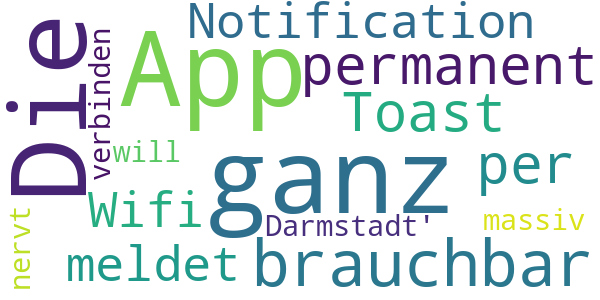 Die
verbinden
App
Notification
permanent
Toast
will
ganz
per
Wifi
Darmstadt'
massiv
nervt
meldet
brauchbar